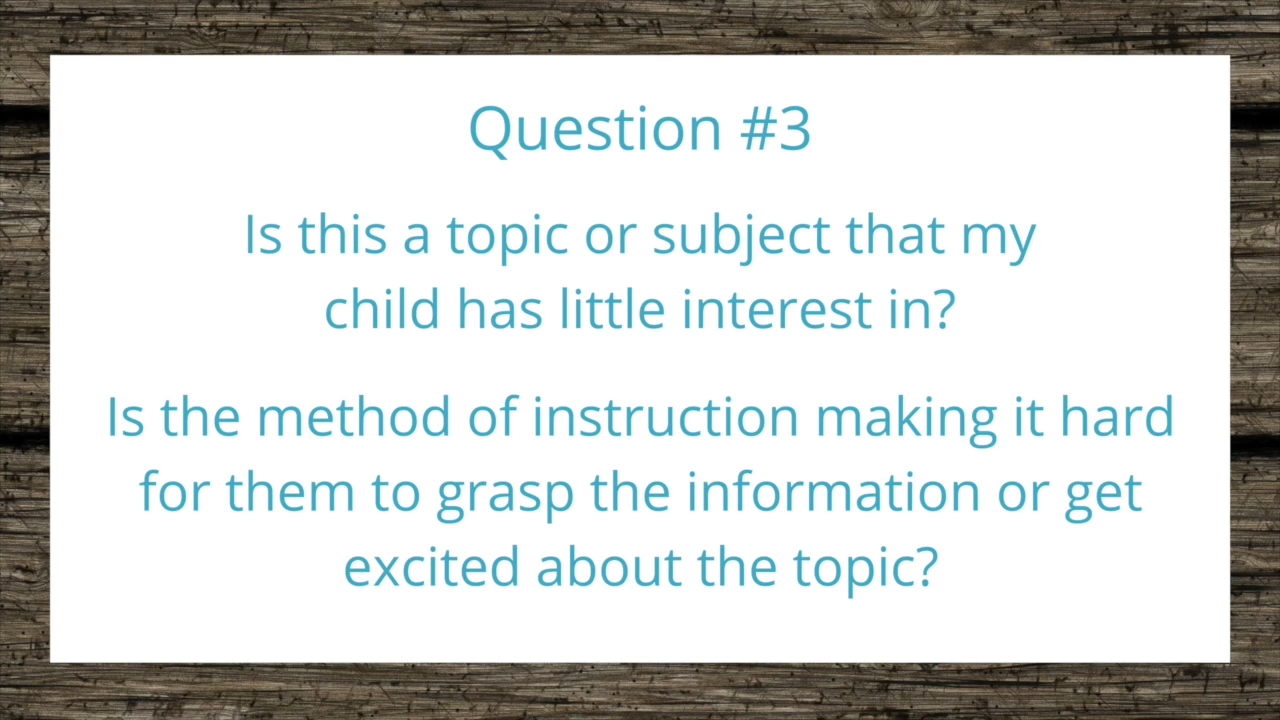 Question #3
Is this a topic or subject that my
child has little interest in?
Is the method of instruction making it hard
for them to grasp the information or get
excited about the topic?